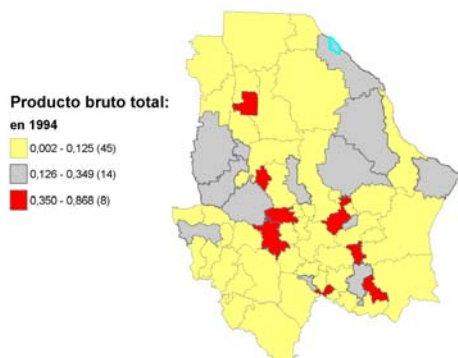 Producto bruto total:
en 1994
0,002 - 0,125 (45)
0,126 - 0,349 (14)
0,350 - 0,868 (8)